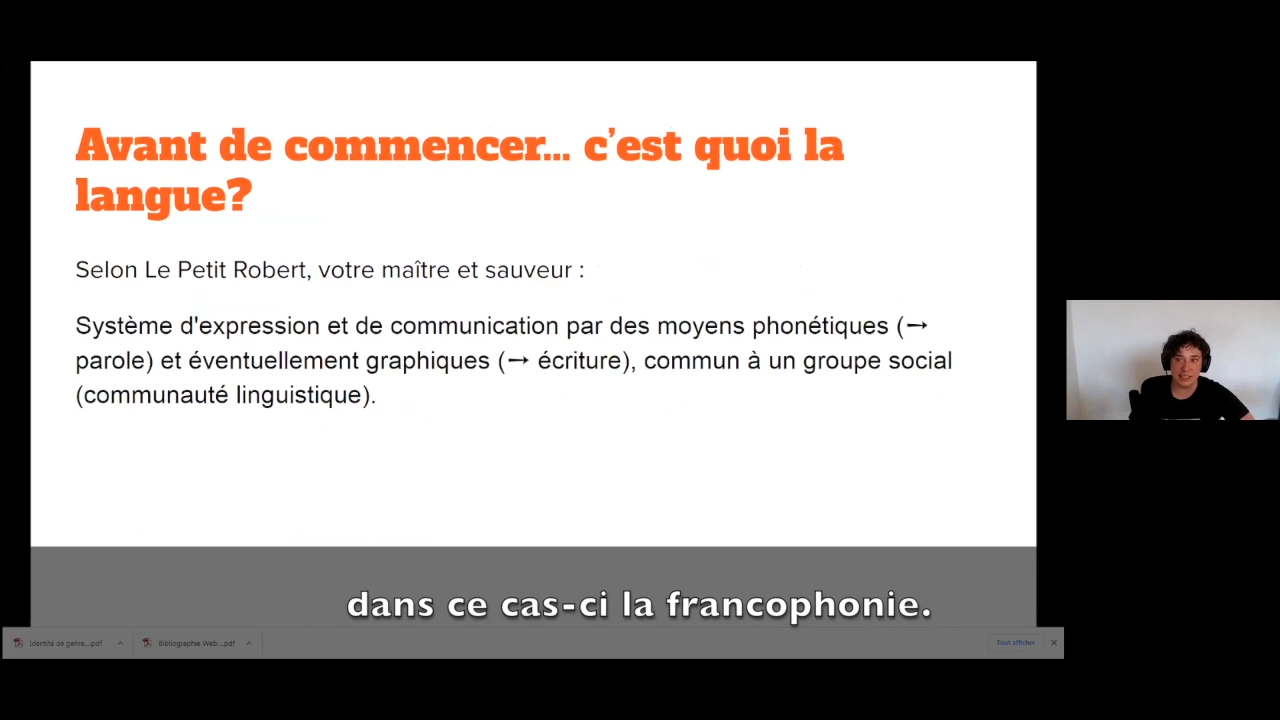 Avant de commencer... c'est quoi la
langue?
Selon Le Petit Robert, votre maître et sauveur :
Système d'expression et de communication par des moyens phonétiques (→
parole) et éventuellement graphiques (→ écriture), commun à un groupe social
(communauté linguistique).
dans ce cas-ci la francophonie.
Identité de genre....pdf
Bibliographie Web....pdf
Tout afficher